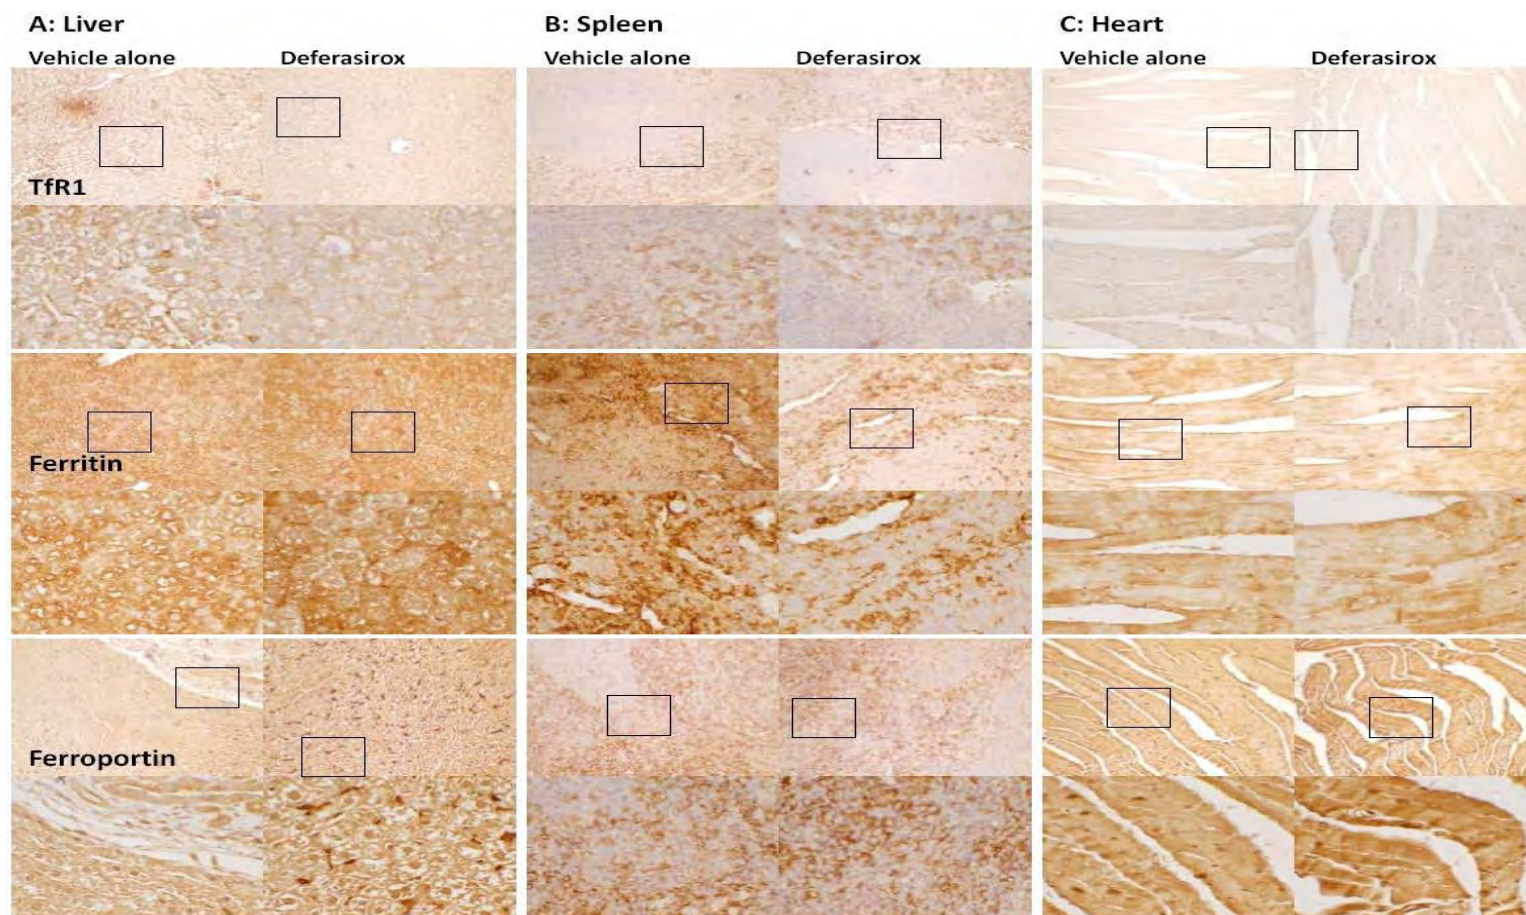 A: Liver
B: Spleen
C: Heart
Vehicle alone
Deferasirox
Vehicle alone
Deferasirox
Vehicle alone
Deferasirox
TfR1
Ferritin
Ferroportin